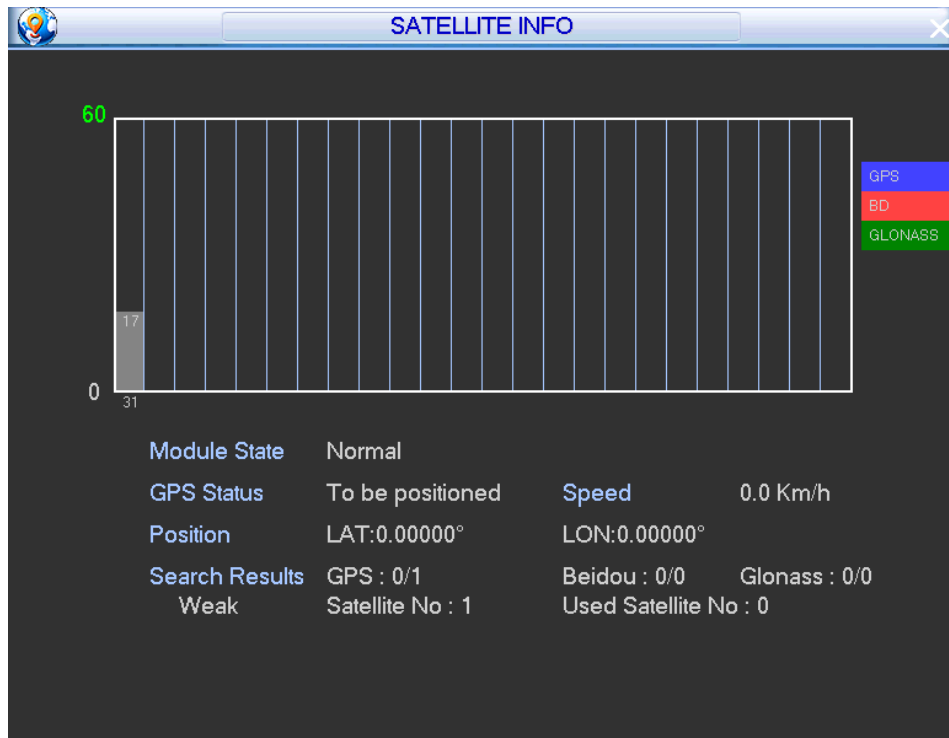 SATELLITE INFO
60
GPS
BD
GLONASS
17
0
31
Module State Normal
GPS Status To be positioned Speed 0.0 Km/h
Position LAT:0.00000° LON:0.00000°
Search Results GPS : 0/1 Beidou : 0/0 Glonass : 0/0
Weak Satellite No : 1 Used Satellite No : 0